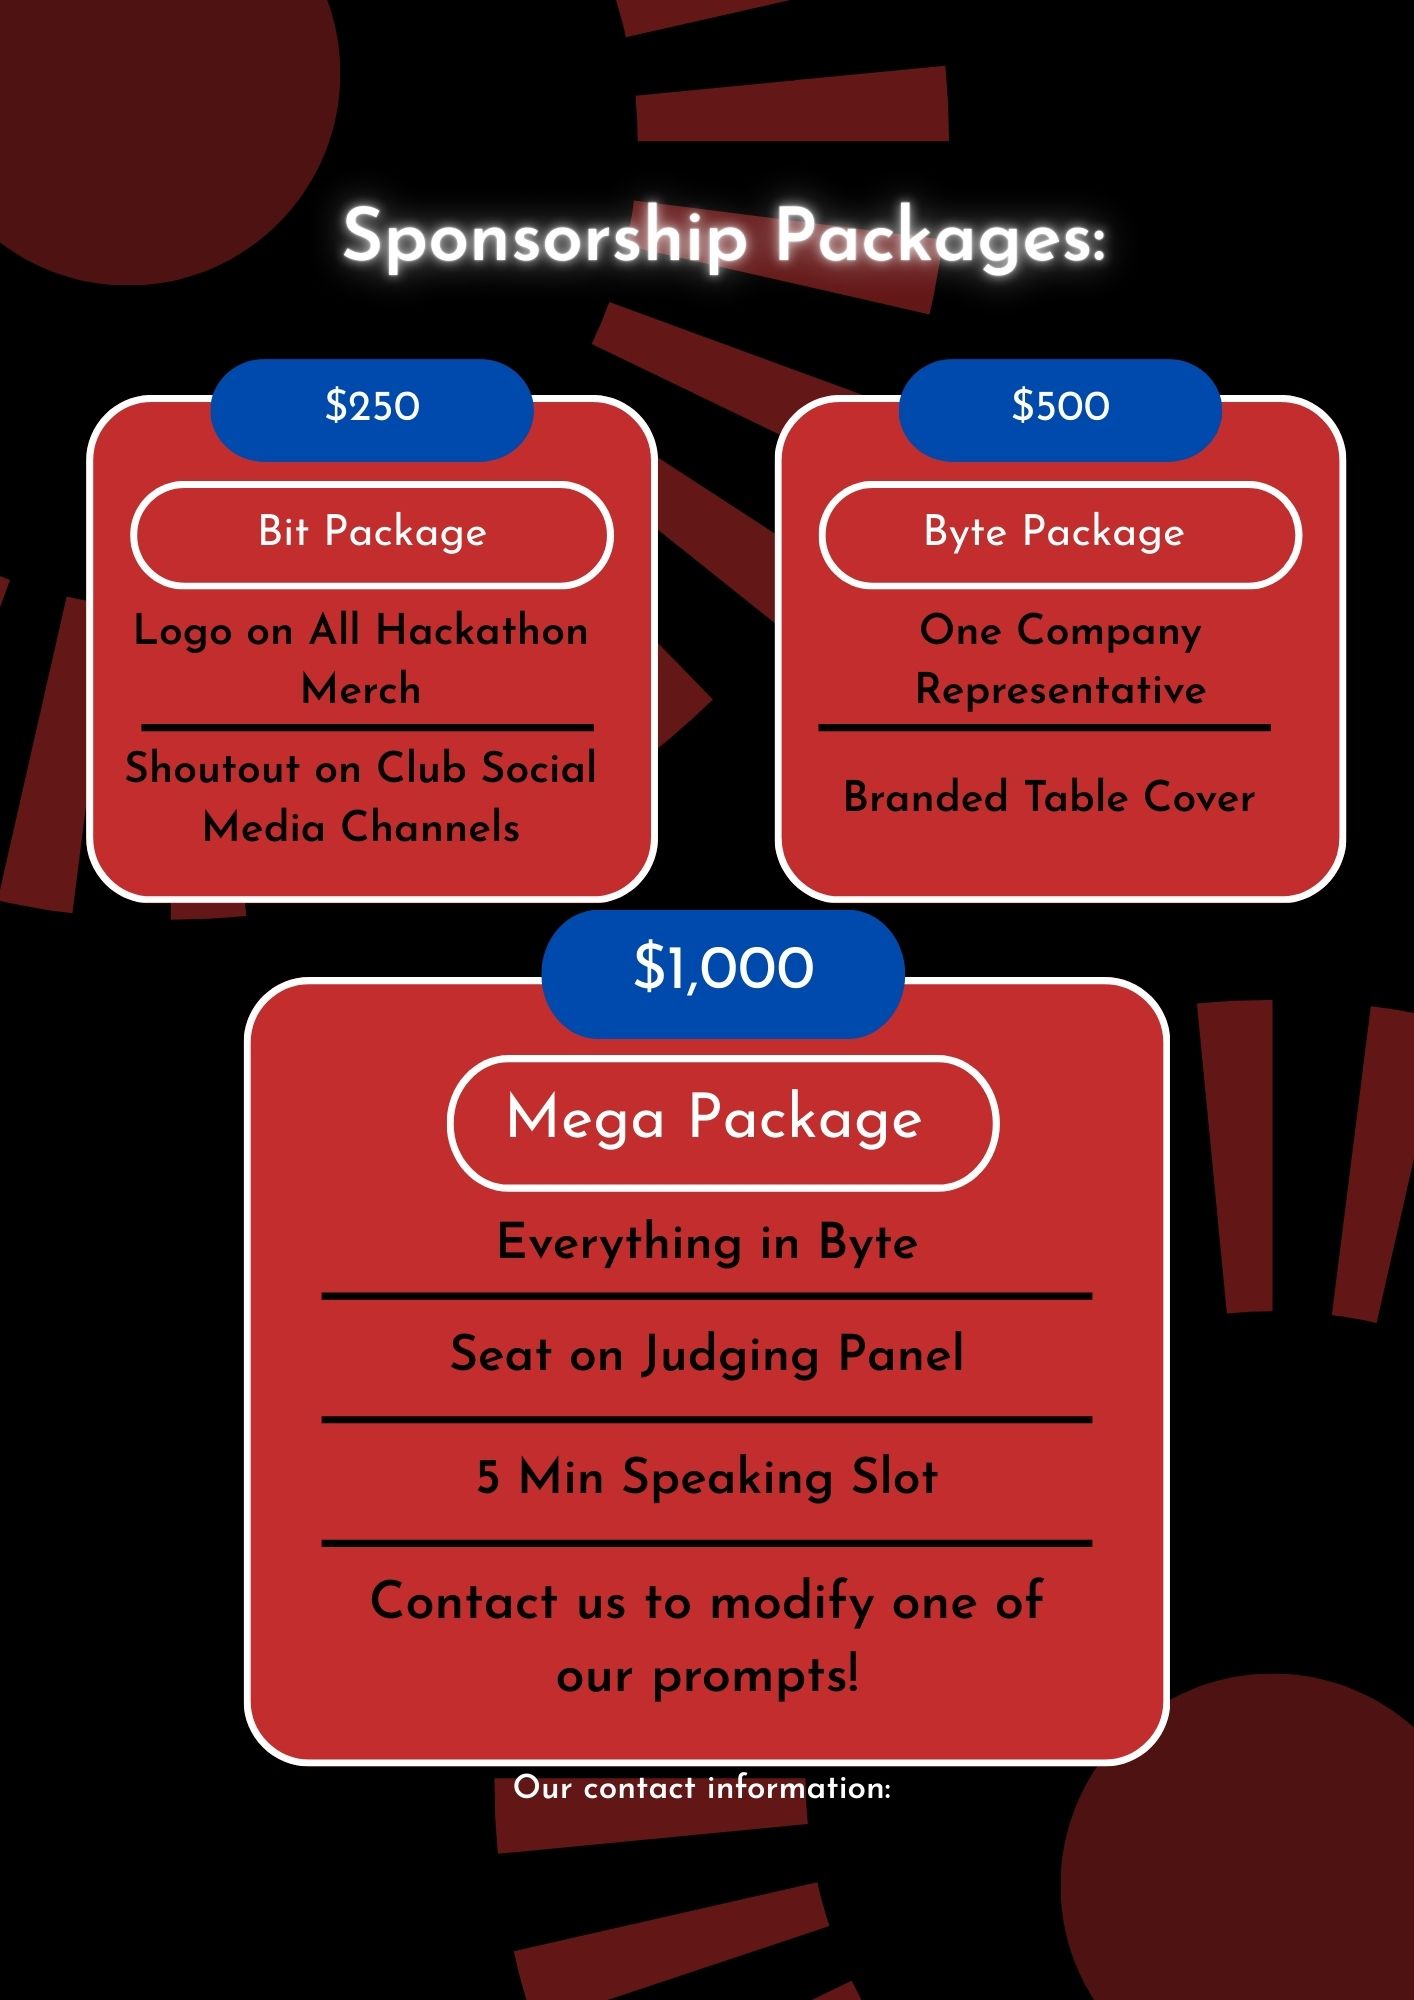 Sponsorship Packages:
$250
Bit Package
Logo on All Hackathon
Merch
Shoutout on Club Social
Media Channels
$500
Byte Package
One Company
Representative
Branded Table Cover
$1,000
Mega Package
Everything in Byte
Seat on Judging Panel
5 Min Speaking Slot
Contact us to modify one of
our prompts!
Our contact information: